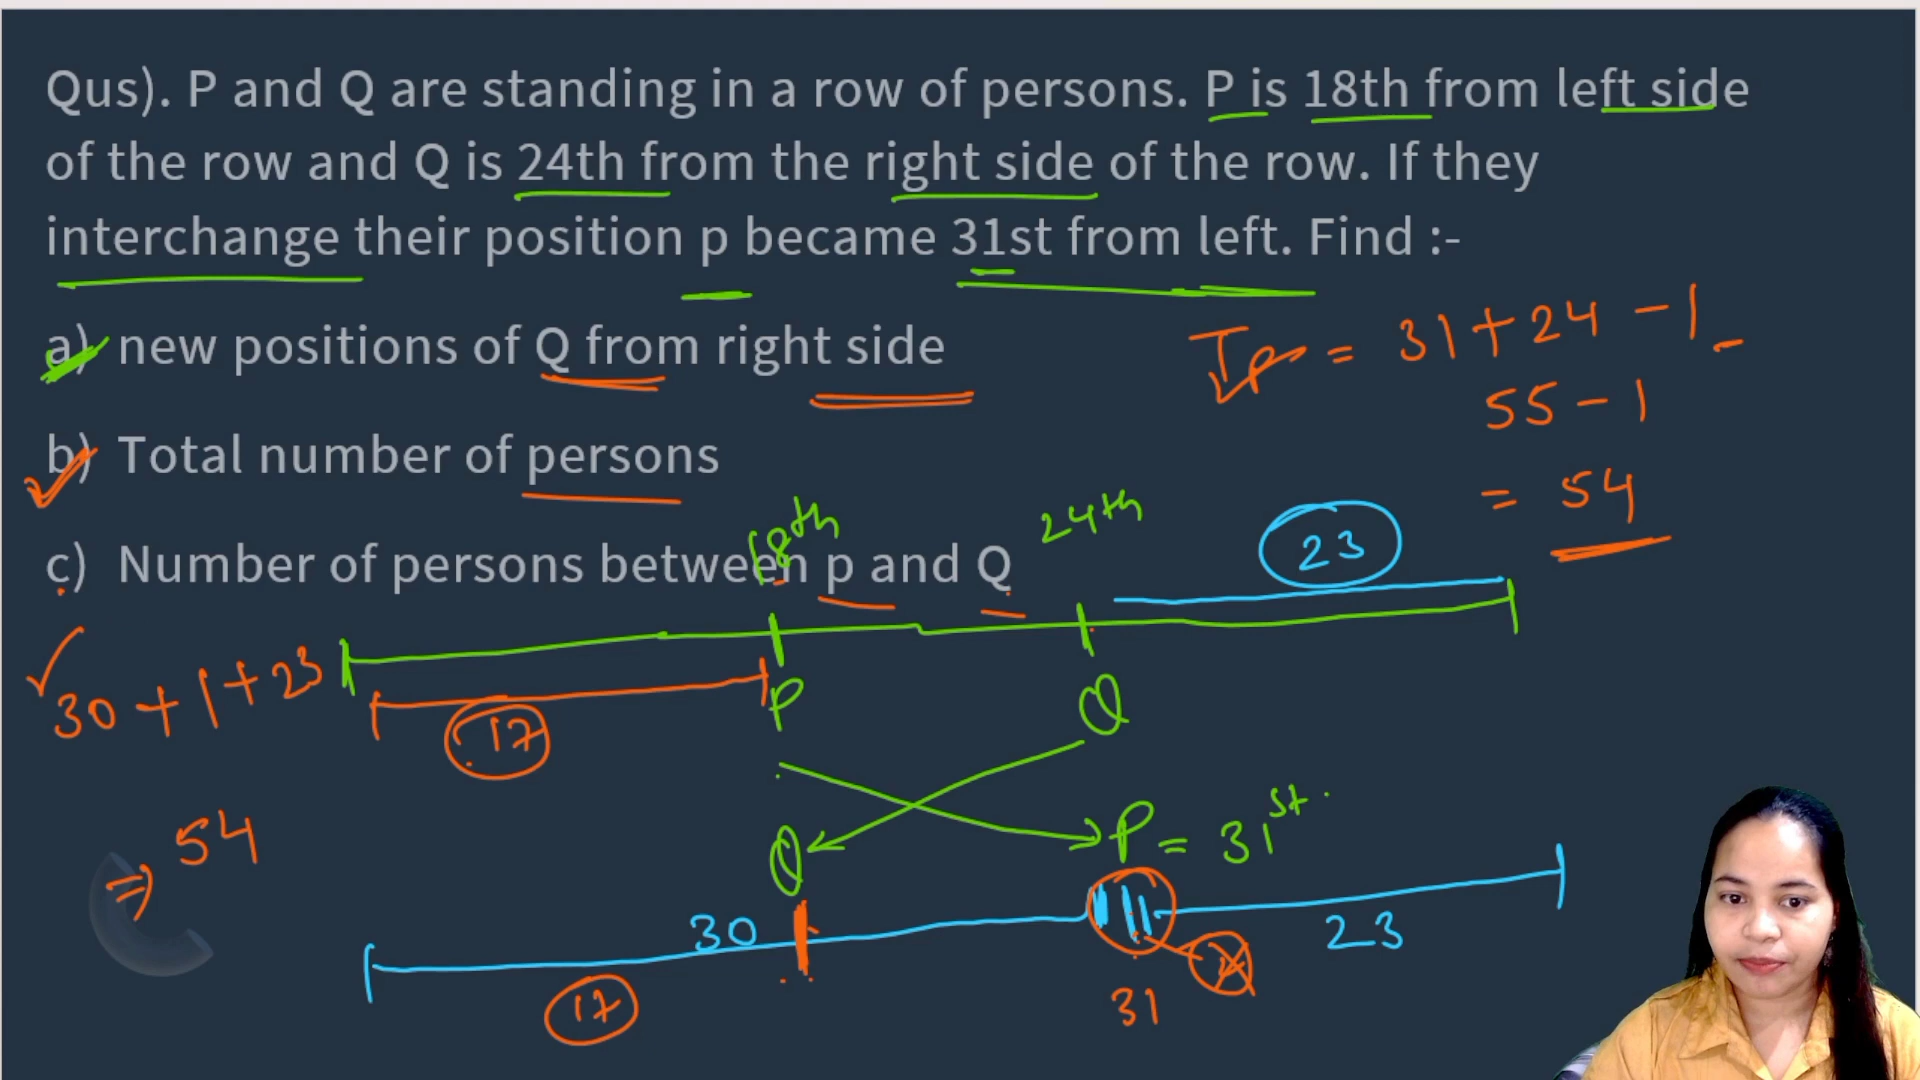 Qus). P and Q are standing in a row of persons. P is 18th from left side
of the row and Q is 24th from the right side of the row. If they
interchange their position p became 31st from left. Find :-
a) new positions of Q from right side
b) Total number of persons
c) Number of persons between p and Q
Tp = 31+24-1
55-1
= 54
18th
24th
23
30+1+23
17
P
Q
=> 54
Q
P = 31st
30
23
17
31